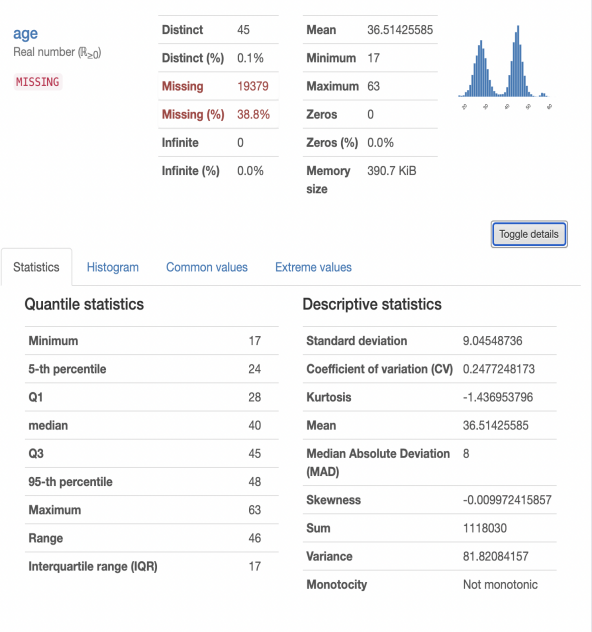 age
Real number (ℝ≥0)
MISSING
Distinct 45
Distinct (%) 0.1%
Missing 19379
Missing (%) 38.8%
Infinite 0
Infinite (%) 0.0%
Mean 36.51425585
Minimum 17
Maximum 63
Zeros 0
Zeros (%) 0.0%
Memory 390.7 KiB
size
20 30 40 50 60
Toggle details
Statistics Histogram Common values Extreme values
Quantile statistics
Minimum 17
5-th percentile 24
Q1 28
median 40
Q3 45
95-th percentile 48
Maximum 63
Range 46
Interquartile range (IQR) 17
Descriptive statistics
Standard deviation 9.04548736
Coefficient of variation (CV) 0.2477248173
Kurtosis -1.436953796
Mean 36.51425585
Median Absolute Deviation 8
(MAD)
Skewness -0.009972415857
Sum 1118030
Variance 81.82084157
Monotocity Not monotonic